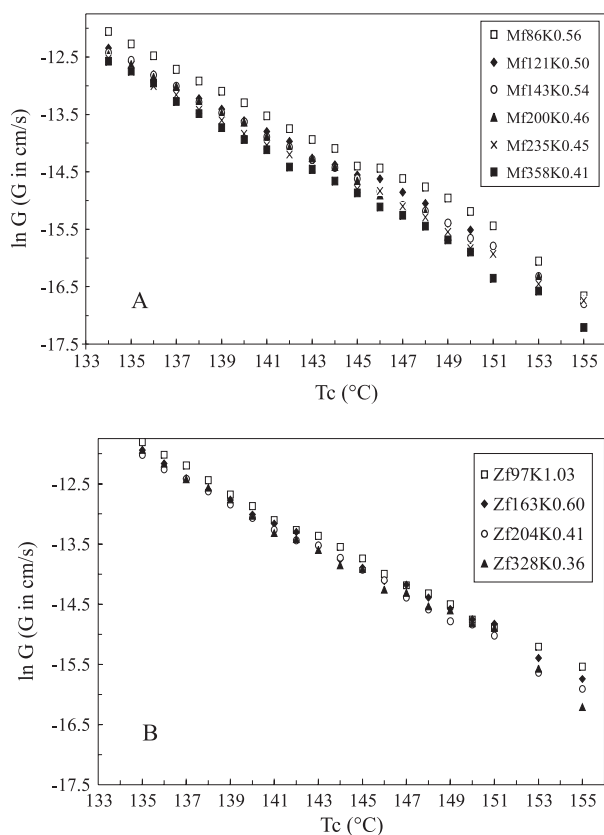 Mf86K0.56
Mf121K0.50
Mf143K0.54
Mf200K0.46
Mf235K0.45
Mf358K0.41
ln G (G in cm/s)
-12.5
-13.5
-14.5
-15.5
-16.5
-17.5
A
133 135 137 139 141 143 145 147 149 151 153 155
Tc (°C)
Zf97K1.03
Zf163K0.60
Zf204K0.41
Zf328K0.36
ln G (G in cm/s)
-12.5
-13.5
-14.5
-15.5
-16.5
-17.5
B
133 135 137 139 141 143 145 147 149 151 153 155
Tc (°C)